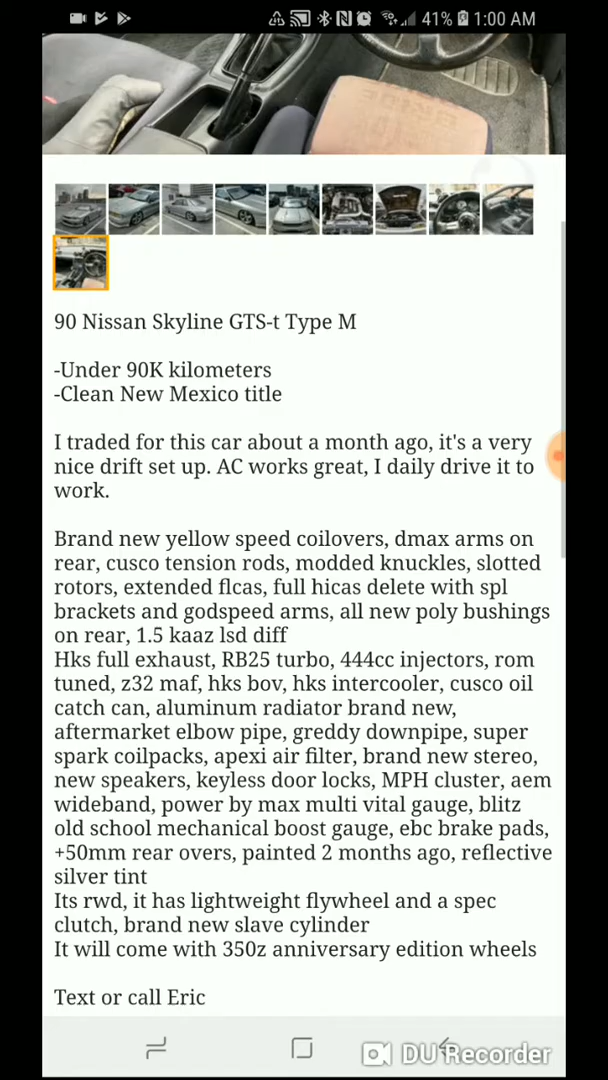 41% 1:00 AM
90 Nissan Skyline GTS-t Type M
-Under 90K kilometers
-Clean New Mexico title
I traded for this car about a month ago, it's a very
nice drift set up. AC works great, I daily drive it to
work.
Brand new yellow speed coilovers, dmax arms on
rear, cusco tension rods, modded knuckles, slotted
rotors, extended flcas, full hicas delete with spl
brackets and godspeed arms, all new poly bushings
on rear, 1.5 kaaz lsd diff
Hks full exhaust, RB25 turbo, 444cc injectors, rom
tuned, z32 maf, hks bov, hks intercooler, cusco oil
catch can, aluminum radiator brand new,
aftermarket elbow pipe, greddy downpipe, super
spark coilpacks, apexi air filter, brand new stereo,
new speakers, keyless door locks, MPH cluster, aem
wideband, power by max multi vital gauge, blitz
old school mechanical boost gauge, ebc brake pads,
+50mm rear overs, painted 2 months ago, reflective
silver tint
Its rwd, it has lightweight flywheel and a spec
clutch, brand new slave cylinder
It will come with 350z anniversary edition wheels
Text or call Eric
DU Recorder